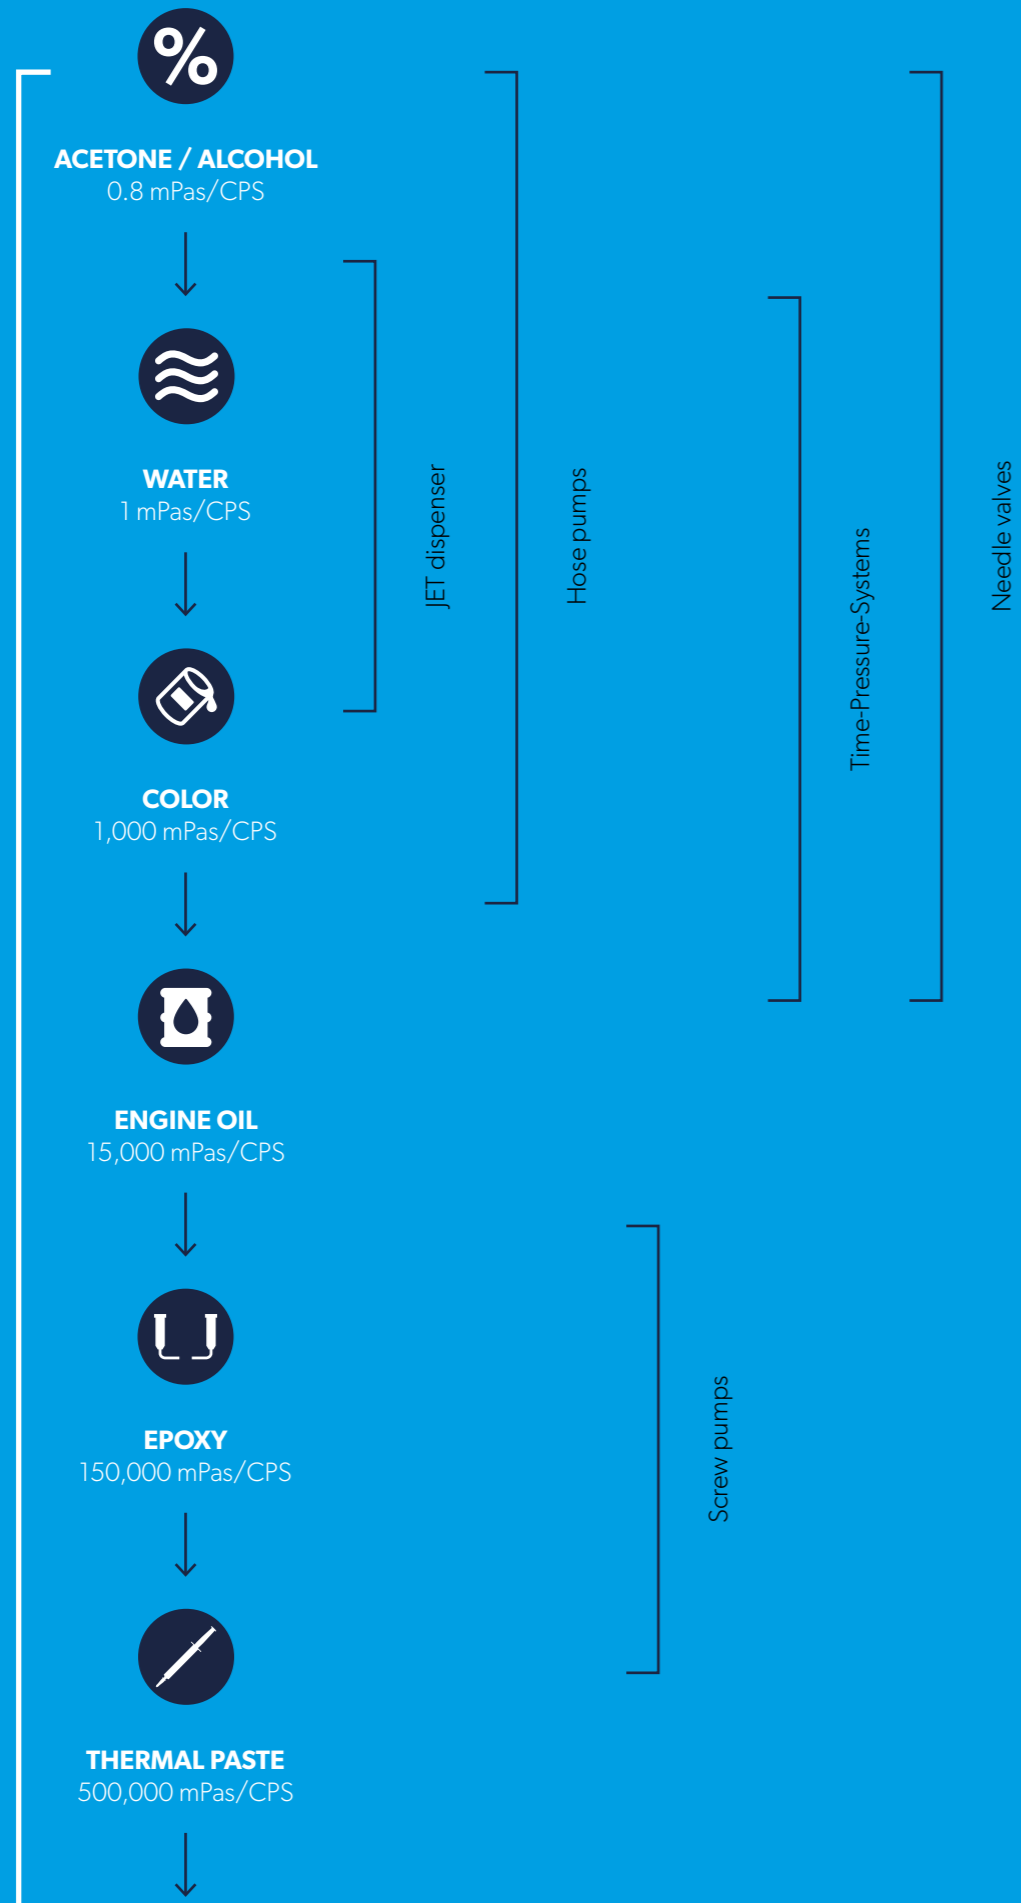 %
ACETONE / ALCOHOL
0.8 mPas/CPS
WATER
1 mPas/CPS
COLOR
1,000 mPas/CPS
ENGINE OIL
15,000 mPas/CPS
EPOXY
150,000 mPas/CPS
THERMAL PASTE
500,000 mPas/CPS
JET dispenser
Hose pumps
Screw pumps
Time-Pressure-Systems
Needle valves